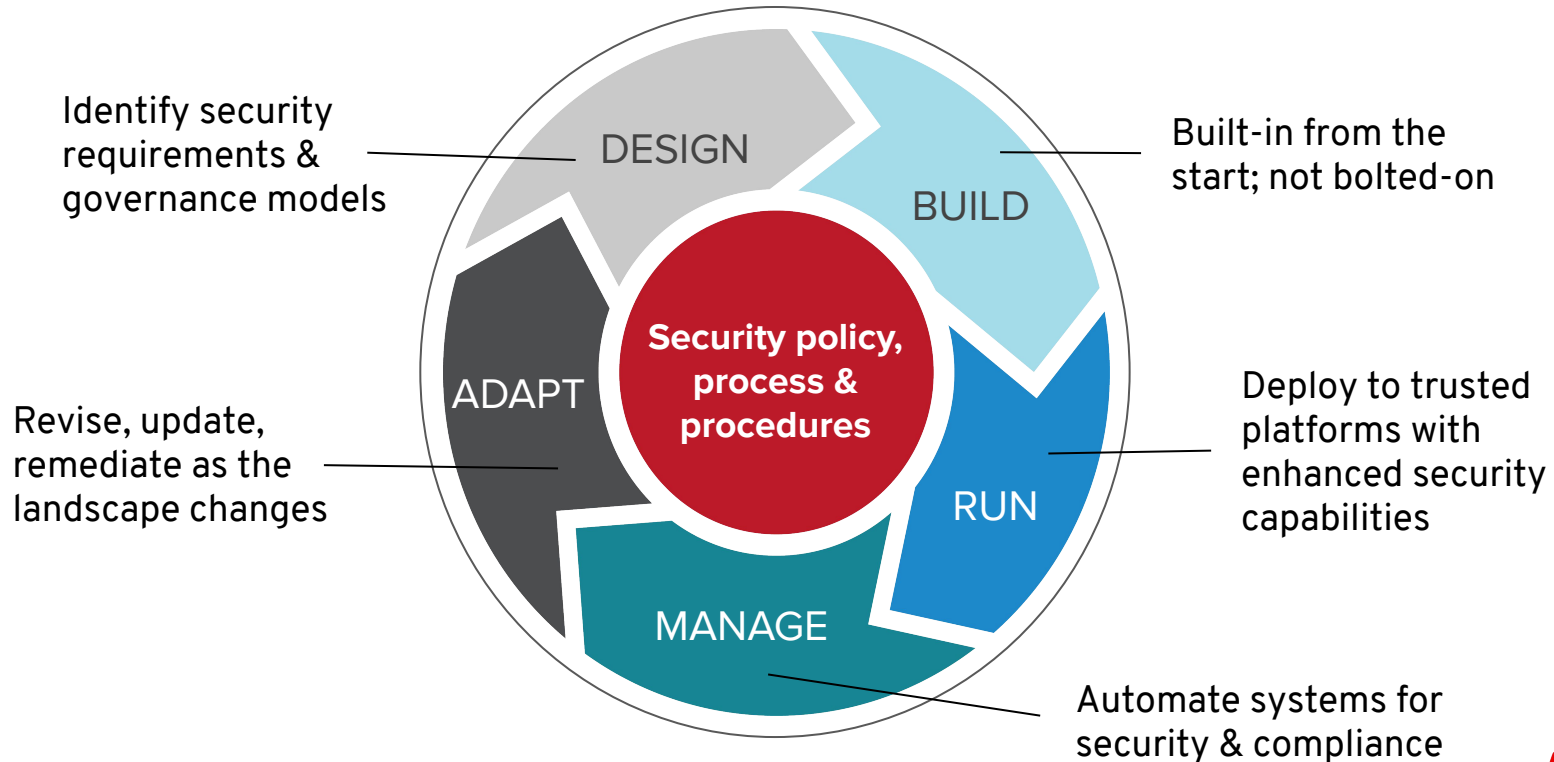 Identify security
requirements &
governance models
DESIGN
BUILD
Built-in from the
start; not bolted-on
Security policy,
process &
procedures
ADAPT
Revise, update,
remediate as the
landscape changes
RUN
Deploy to trusted
platforms with
enhanced security
capabilities
MANAGE
Automate systems for
security & compliance